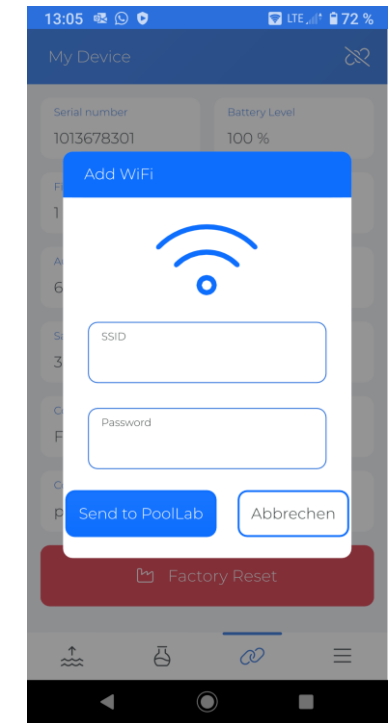 13:05 LTE 72 %
My Device
Serial number Battery Level
1013678301 100 %
Add WiFi
SSID
Password
Send to PoolLab Abbrechen
Factory Reset